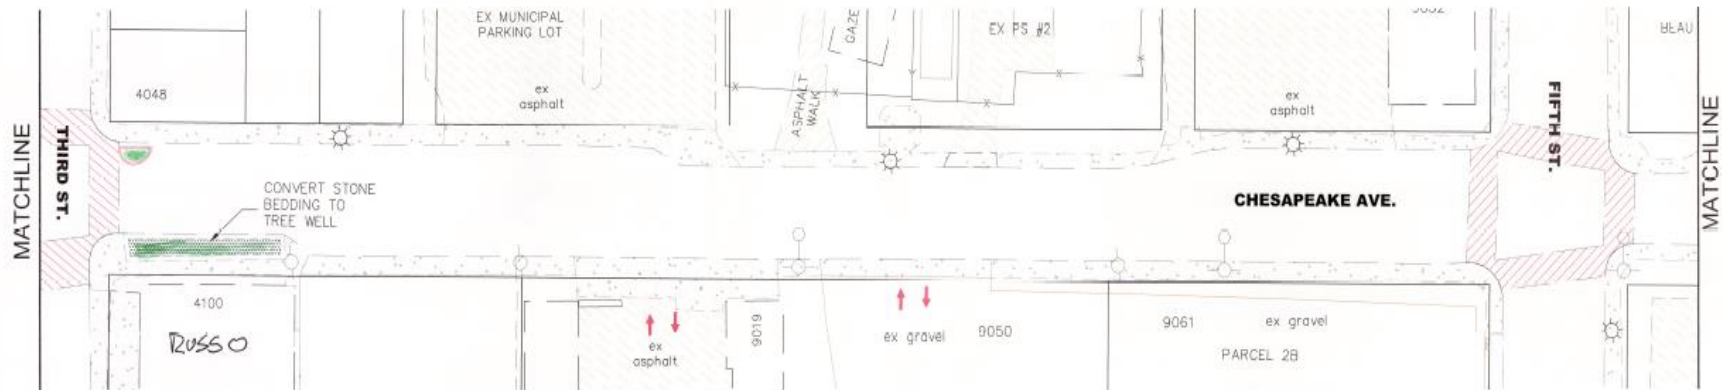 EX MUNICIPAL
PARKING LOT
EX PS #2
4048
ex
asphalt
ASPHALT
WALK
ex
asphalt
MATCHLINE
THIRD ST.
FIFTH ST.
MATCHLINE
CONVERT STONE
BEDDING TO
TREE WELL
CHESAPEAKE AVE.
4100
RUSSO
ex
asphalt
9019
ex gravel
9050
9061
ex gravel
PARCEL 2B
GAZE
BEAU